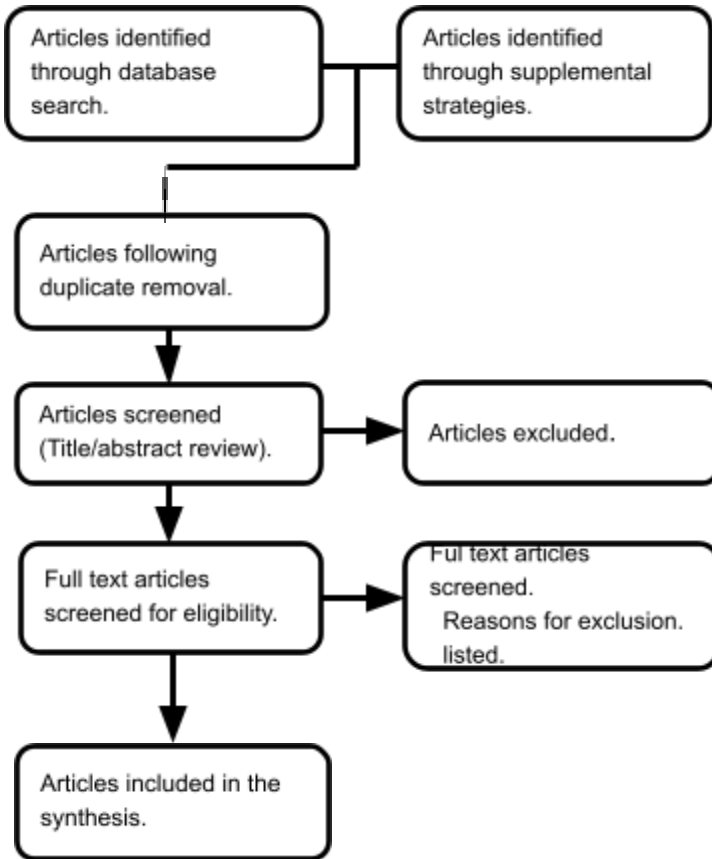 Articles identified
through database
search.
Articles identified
through supplemental
strategies.
Articles following
duplicate removal.
Articles screened
(Title/abstract review).
Articles excluded.
Full text articles
screened for eligibility.
Ful text articles
screened.
Reasons for exclusion.
listed.
Articles included in the
synthesis.